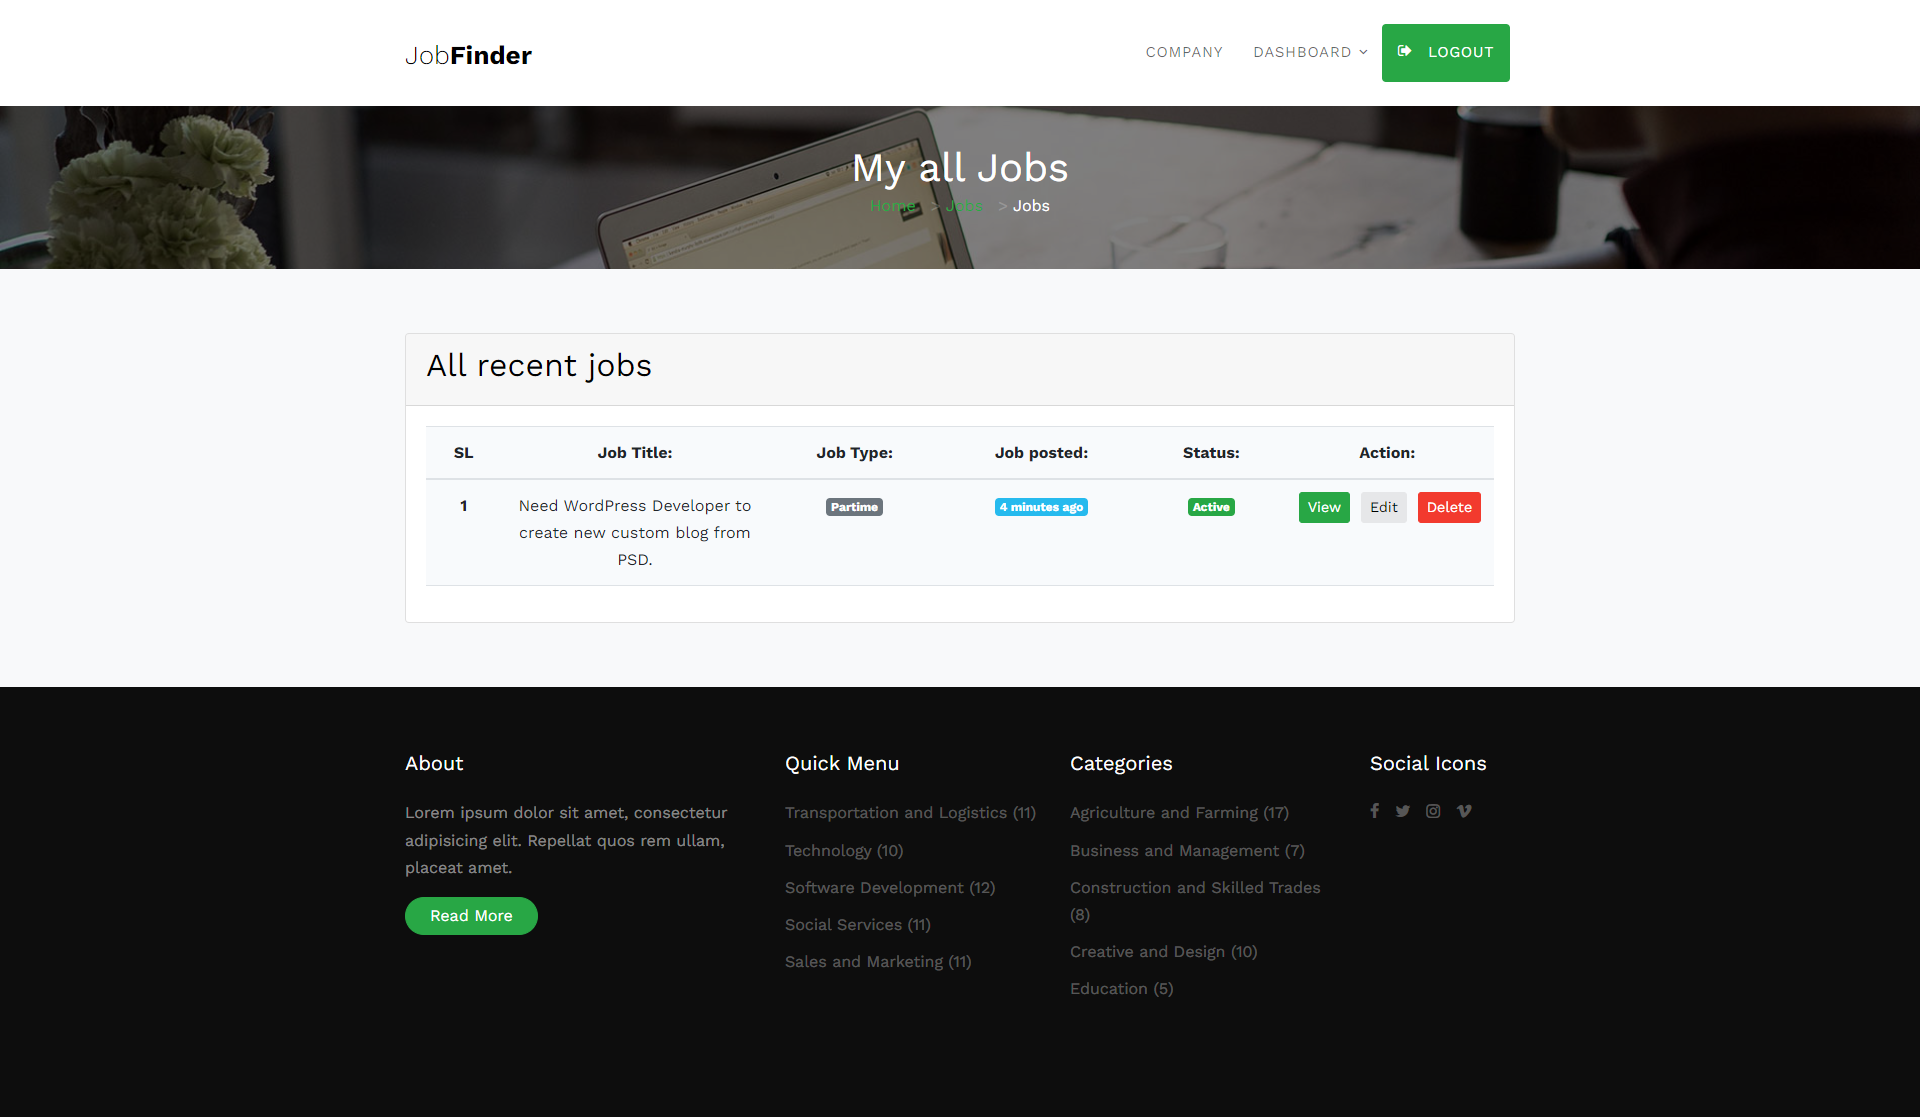 JobFinder
COMPANY DASHBOARD LOGOUT
My all Jobs
Home > Jobs > Jobs
All recent jobs
SL Job Title: Job Type: Job posted: Status: Action:
1 Need WordPress Developer to Partime 4 minutes ago Active View Edit Delete
create new custom blog from
PSD.
About
Lorem ipsum dolor sit amet, consectetur
adipisicing elit. Repellat quos rem ullam,
placeat amet.
Read More
Quick Menu
Transportation and Logistics (11)
Technology (10)
Software Development (12)
Social Services (11)
Sales and Marketing (11)
Categories
Agriculture and Farming (17)
Business and Management (7)
Construction and Skilled Trades
(8)
Creative and Design (10)
Education (5)
Social Icons